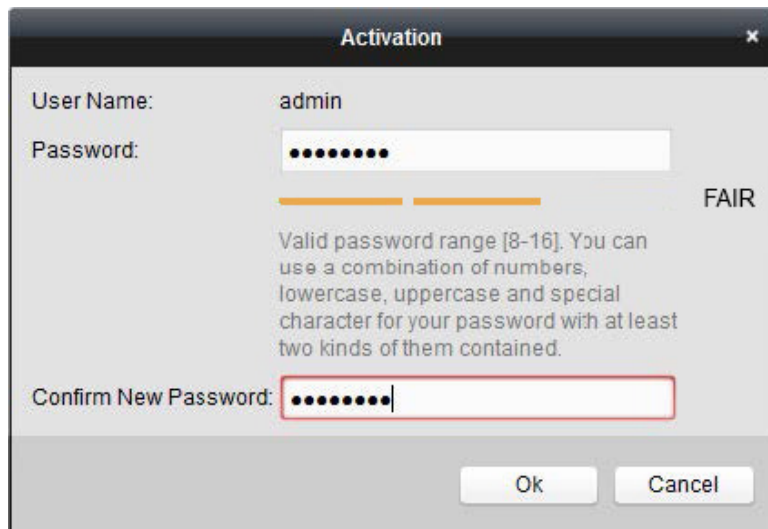 Activation
User Name: admin
Password: ••••••••
FAIR
Valid password range [8-16]. You can
use a combination of numbers,
lowercase, uppercase and special
character for your password with at least
two kinds of them contained.
Confirm New Password: ••••••••
Ok Cancel